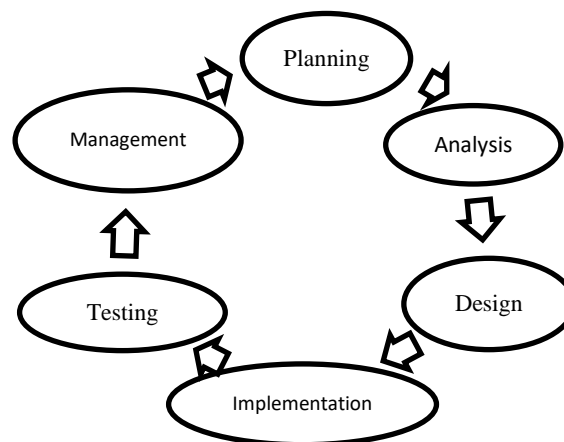 Planning
Analysis
Design
Implementation
Testing
Management